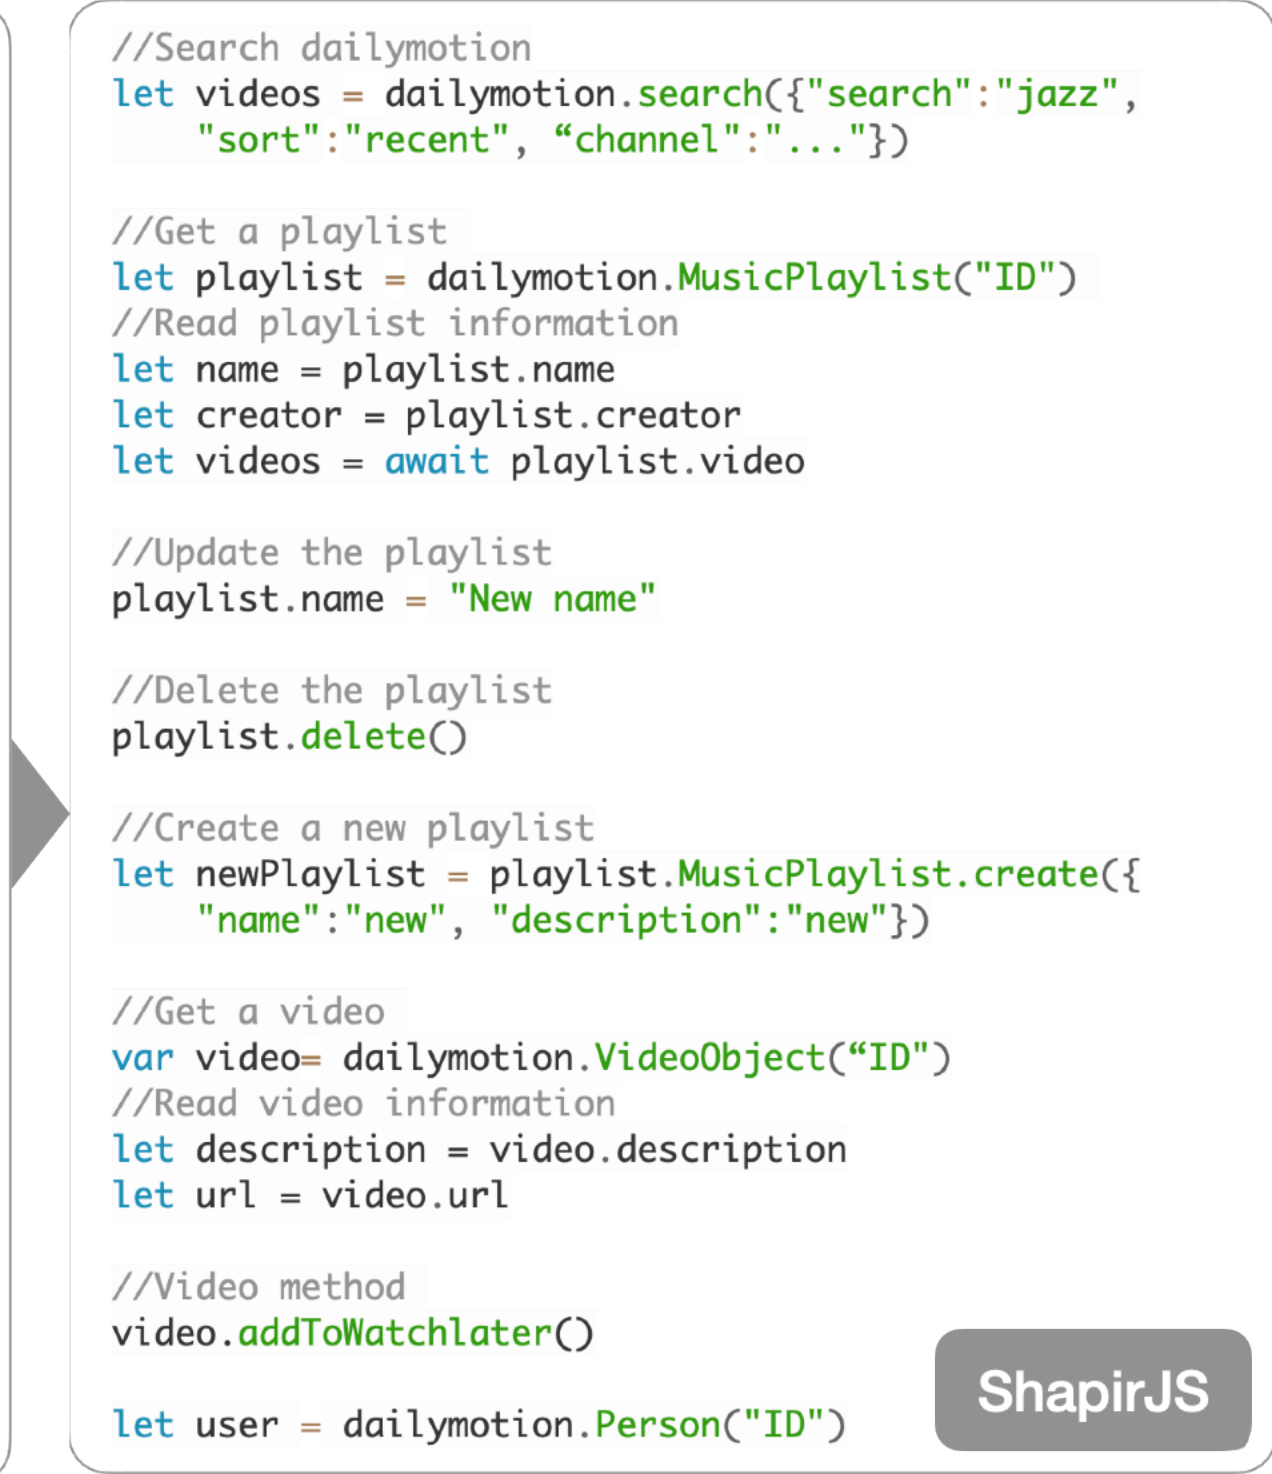 //Search dailymotion
let videos = dailymotion.search({"search":"jazz",
"sort":"recent", “channel":"..."})
//Get a playlist
let playlist = dailymotion.MusicPlaylist("ID")
//Read playlist information
let name = playlist.name
let creator = playlist.creator
let videos = await playlist.video
//Update the playlist
playlist.name = "New name"
//Delete the playlist
playlist.delete()
//Create a new playlist
let newPlaylist = playlist.MusicPlaylist.create({
"name":"new", "description":"new"})
//Get a video
var video= dailymotion.VideoObject(“ID")
//Read video information
let description = video.description
let url = video.url
//Video method
video.addToWatchlater()
let user = dailymotion.Person("ID")
ShapirJS